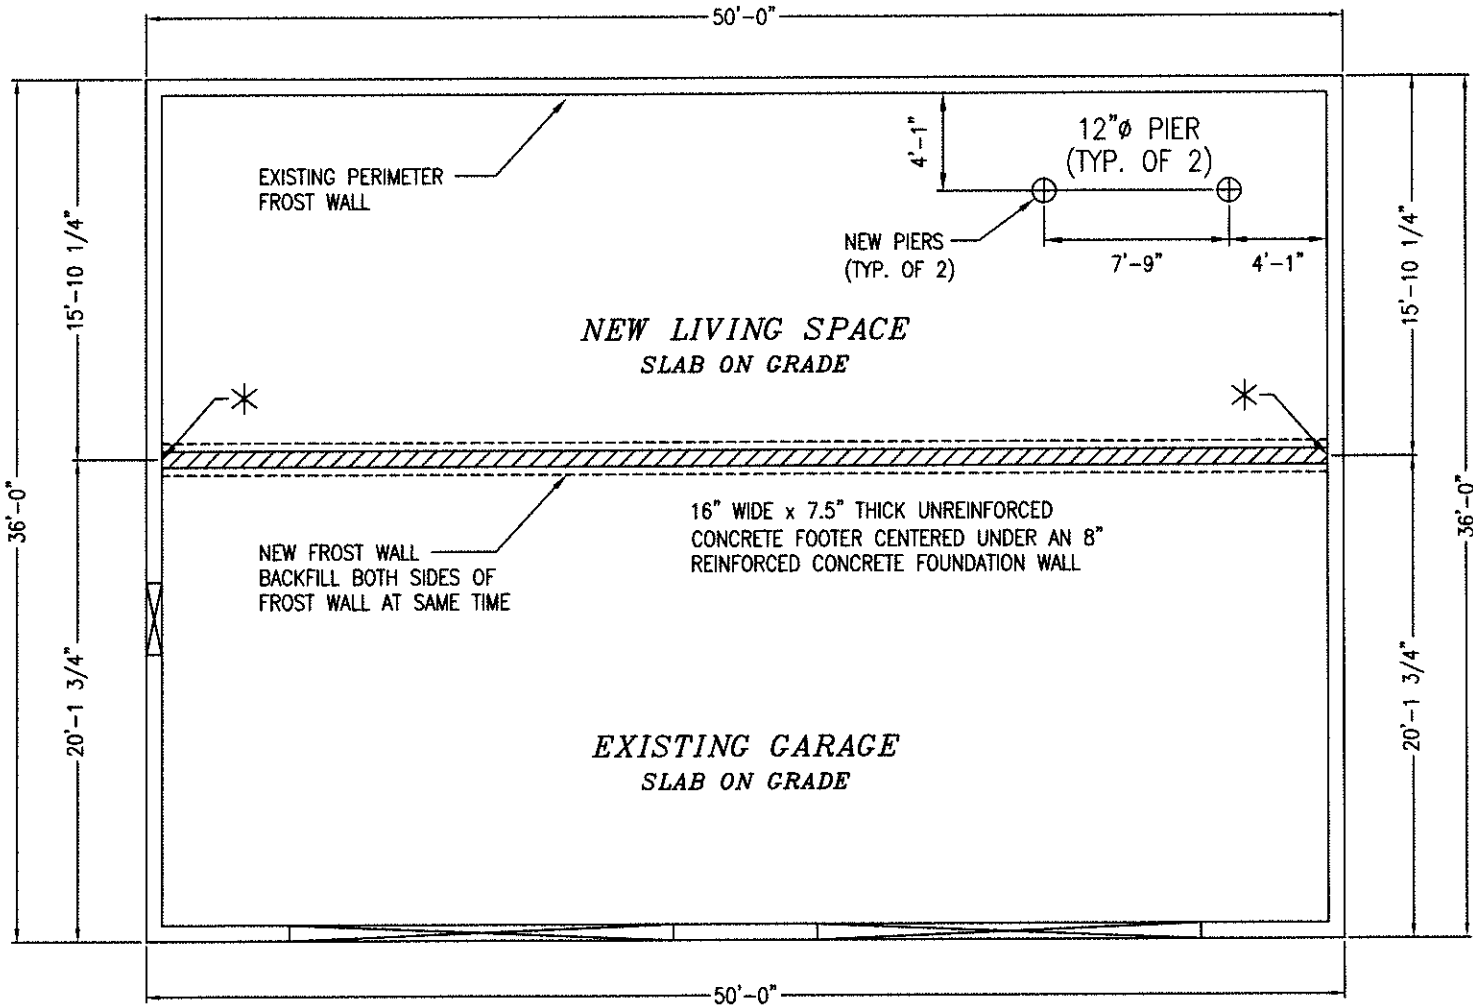 50'-0"
EXISTING PERIMETER
FROST WALL
4'-1"
12"ø PIER
(TYP. OF 2)
NEW PIERS
(TYP. OF 2)
7'-9"
4'-1"
15'-10 1/4"
15'-10 1/4"
NEW LIVING SPACE
SLAB ON GRADE
36'-0"
36'-0"
NEW FROST WALL
BACKFILL BOTH SIDES OF
FROST WALL AT SAME TIME
16" WIDE x 7.5" THICK UNREINFORCED
CONCRETE FOOTER CENTERED UNDER AN 8"
REINFORCED CONCRETE FOUNDATION WALL
20'-1 3/4"
20'-1 3/4"
EXISTING GARAGE
SLAB ON GRADE
50'-0"